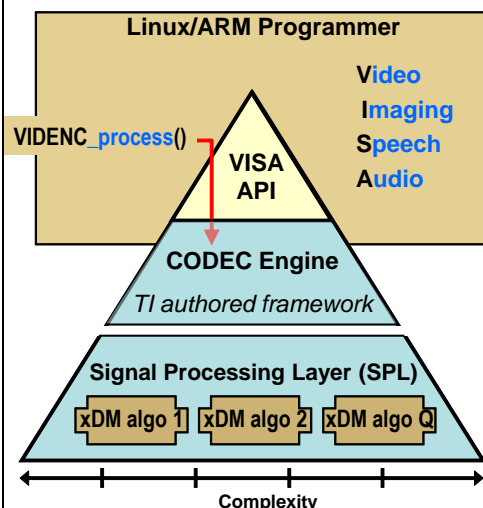 Linux/ARM Programmer
Video
Imaging
Speech
Audio
VIDENC_process()
VISA
API
CODEC Engine
TI authored framework
Signal Processing Layer (SPL)
xDM algo 1 xDM algo 2 xDM algo Q
Complexity